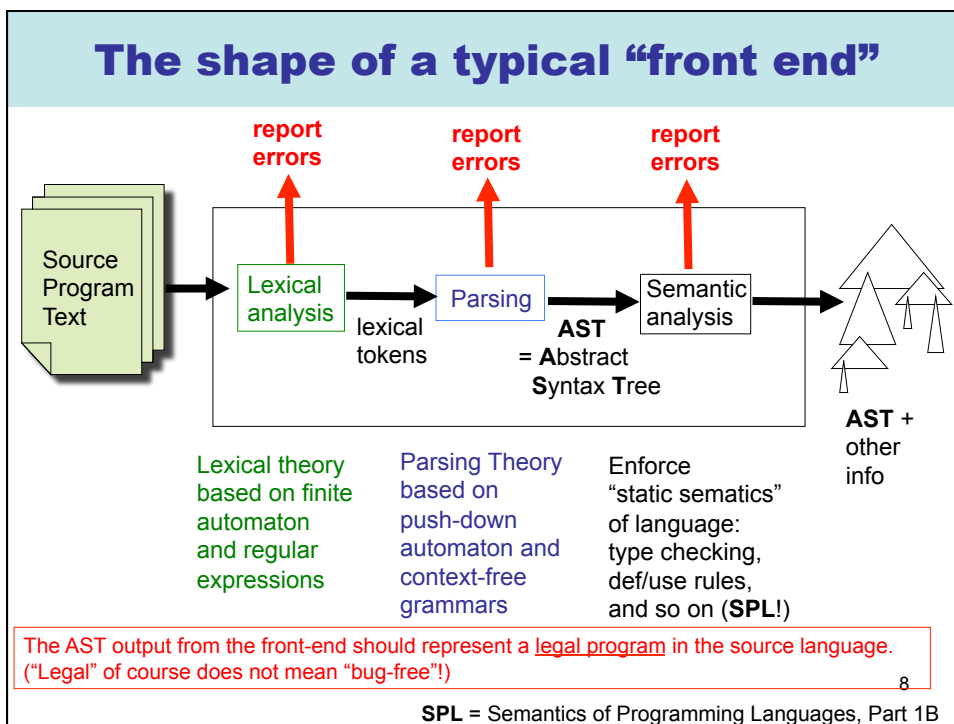 The shape of a typical “front end”
report
errors
report
errors
report
errors
Source
Program
Text
Lexical
analysis
lexical
tokens
Parsing
AST
= Abstract
Syntax Tree
Semantic
analysis
AST +
other
info
Lexical theory
based on finite
automaton
and regular
expressions
Parsing Theory
based on
push-down
automaton and
context-free
grammars
Enforce
“static sematics”
of language:
type checking,
def/use rules,
and so on (SPL!)
The AST output from the front-end should represent a legal program in the source language.
(“Legal” of course does not mean “bug-free”!)
8
SPL = Semantics of Programming Languages, Part 1B